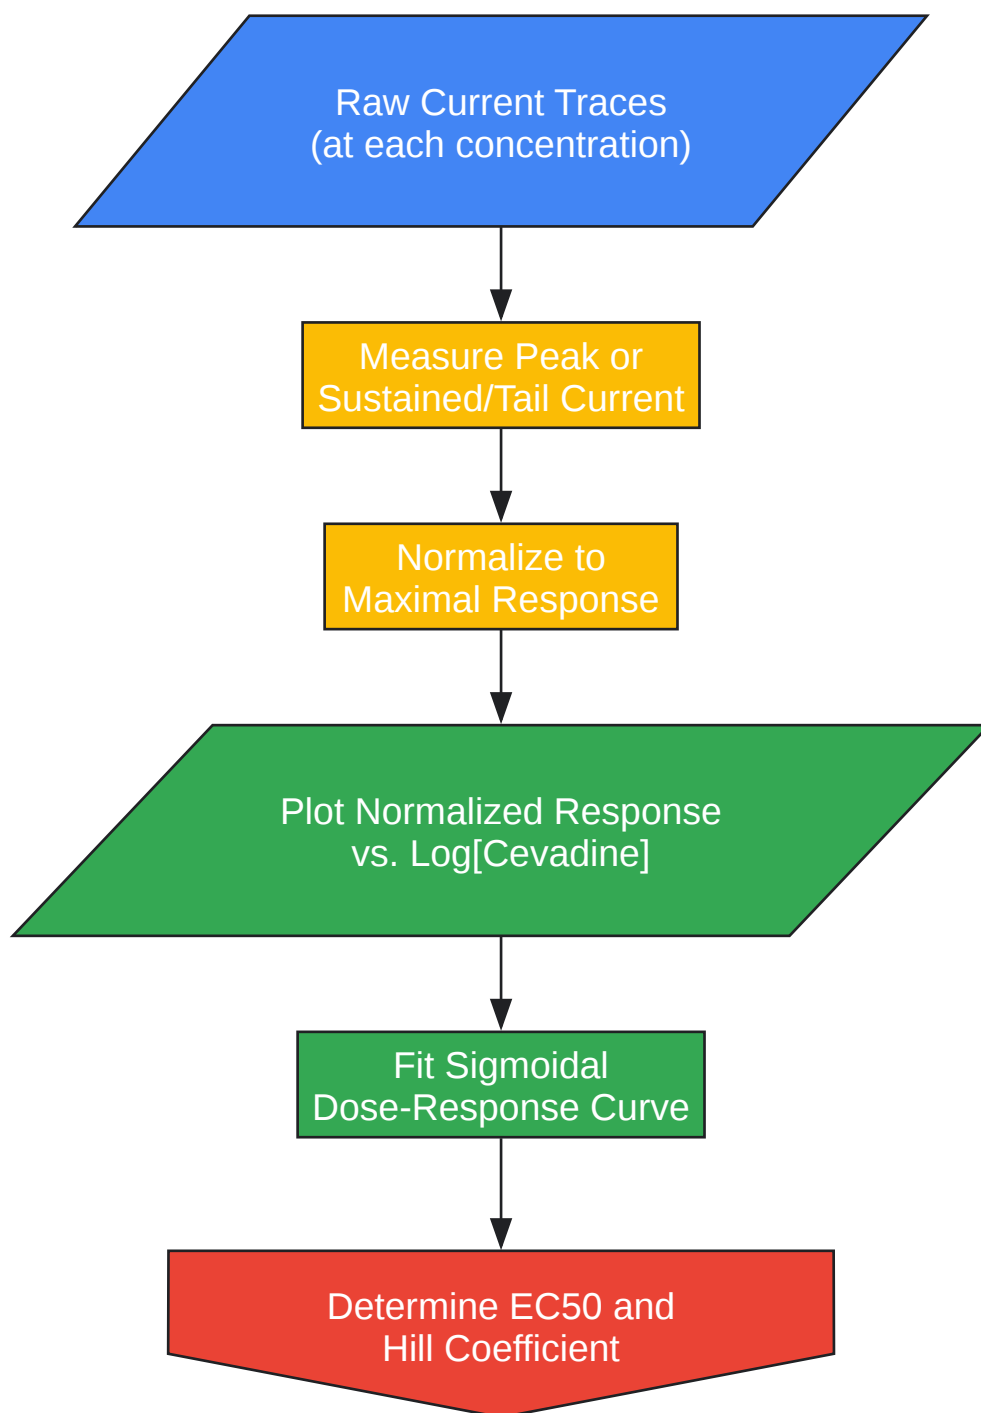 Raw Current Traces
(at each concentration)
Measure Peak or
Sustained/Tail Current
Normalize to
Maximal Response
Plot Normalized Response
vs. Log[Cevadine]
Fit Sigmoidal
Dose-Response Curve
Determine EC50 and
Hill Coefficient